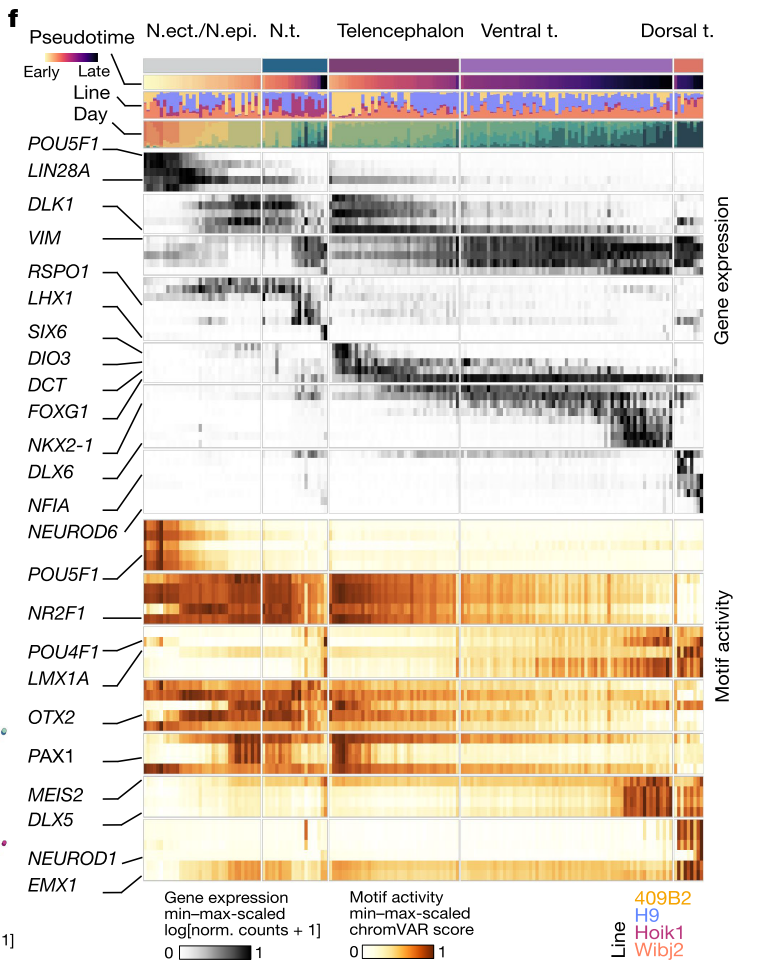 f
N.ect./N.epi.
N.t.
Telencephalon
Ventral t.
Dorsal t.
Pseudotime
Early
Late
Line
Day
POU5F1
LIN28A
DLK1
VIM
RSPO1
LHX1
SIX6
DIO3
DCT
FOXG1
NKX2-1
DLX6
NFIA
NEUROD6
Gene expression
POU5F1
NR2F1
POU4F1
LMX1A
OTX2
PAX1
MEIS2
DLX5
NEUROD1
EMX1
Motif activity
1]
Gene expression
min–max-scaled
log[norm. counts + 1]
0 1
Motif activity
min–max-scaled
chromVAR score
0 1
Line
409B2
H9
Hoik1
Wibj2